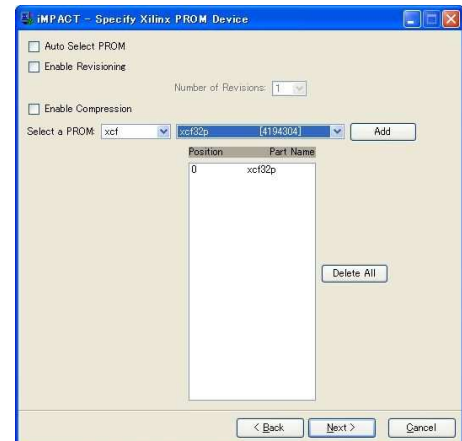 iMPACT - Specify Xilinx PROM Device
Auto Select PROM
Enable Revisioning
Number of Revisions: 1
Enable Compression
Select a PROM: xcf xcf32p [4194304] Add
Position Part Name
0 xcf32p
Delete All
< Back Next > Cancel